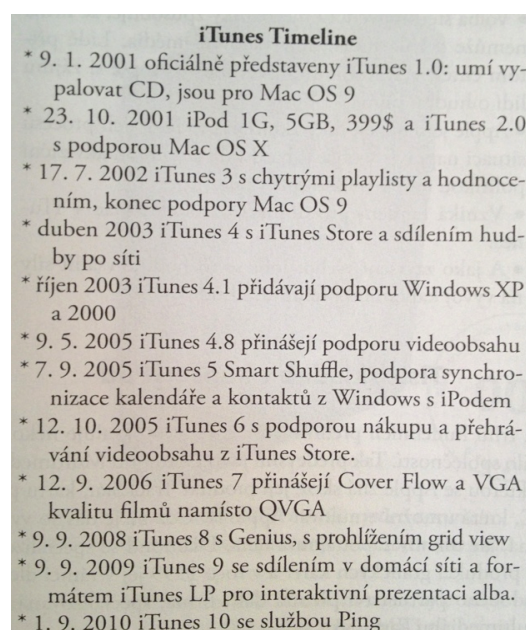 iTunes Timeline
* 9. 1. 2001 oficiálně představeny iTunes 1.0: umí vy-
palovat CD, jsou pro Mac OS 9
* 23. 10. 2001 iPod 1G, 5GB, 399$ a iTunes 2.0
s podporou Mac OS X
* 17. 7. 2002 iTunes 3 s chytrými playlisty a hodnoce-
ním, konec podpory Mac OS 9
* duben 2003 iTunes 4 s iTunes Store a sdílením hud-
by po síti
* říjen 2003 iTunes 4.1 přidávají podporu Windows XP
a 2000
* 9. 5. 2005 iTunes 4.8 přinášejí podporu videoobsahu
* 7. 9. 2005 iTunes 5 Smart Shuffle, podpora synchro-
nizace kalendáře a kontaktů z Windows s iPodem
* 12. 10. 2005 iTunes 6 s podporou nákupu a přehrá-
vání videoobsahu z iTunes Store.
* 12. 9. 2006 iTunes 7 přinášejí Cover Flow a VGA
kvalitu filmů namísto QVGA
* 9. 9. 2008 iTunes 8 s Genius, s prohlížením grid view
* 9. 9. 2009 iTunes 9 se sdílením v domácí síti a for-
mátem iTunes LP pro interaktivní prezentaci alba.
* 1. 9. 2010 iTunes 10 se službou Ping